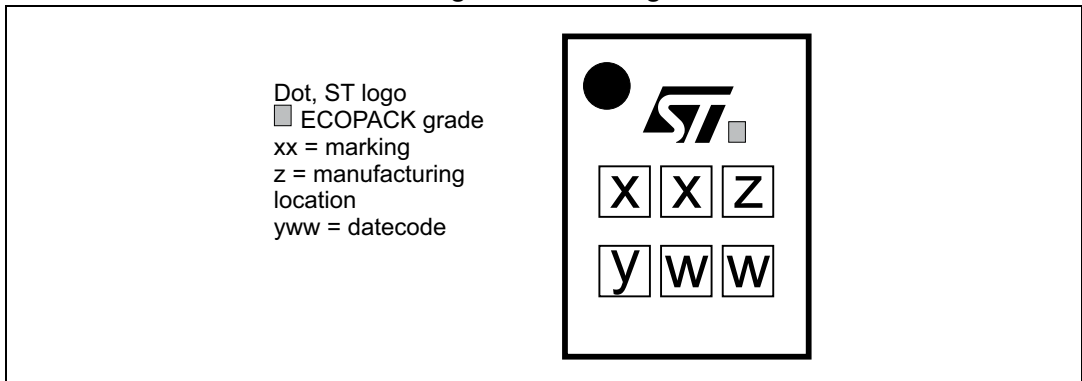 Dot, ST logo
ECOPACK grade
xx = marking
z = manufacturing
location
yww = datecode
ST
x x z
y w w